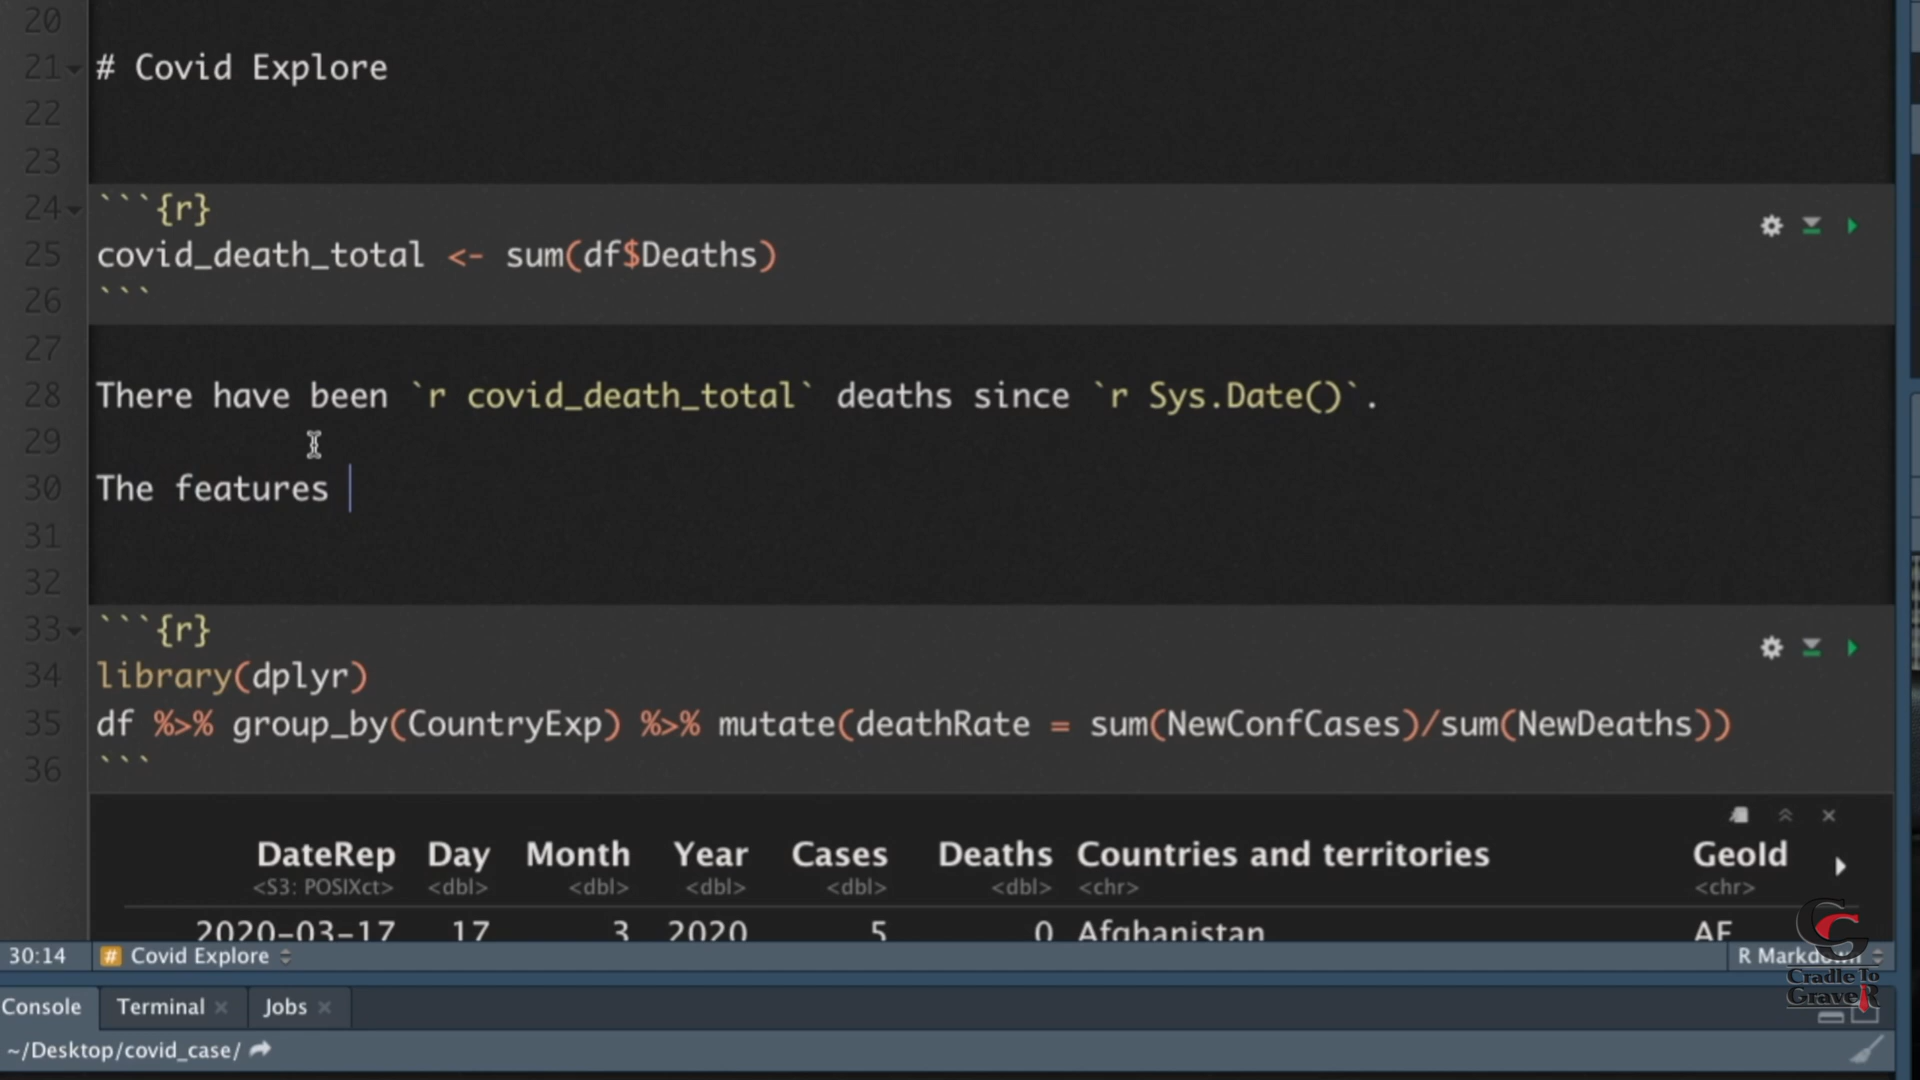 20
21 # Covid Explore
22
23
24 ```{r}
25 covid_death_total <- sum(df$Deaths)
26 ```
27
28 There have been `r covid_death_total` deaths since `r Sys.Date()`.
29
30 The features
31
32
33 ```{r}
34 library(dplyr)
35 df %>% group_by(CountryExp) %>% mutate(deathRate = sum(NewConfCases)/sum(NewDeaths))
36 ```
DateRep Day Month Year Cases Deaths Countries and territories GeoId
<S3: POSIXct> <dbl> <dbl> <dbl> <dbl> <dbl> <chr> <chr>
2020-03-17 17 3 2020 5 0 Afghanistan AF
30:14 # Covid Explore R Markdown
Cradle To
GraveR
Console Terminal Jobs
~/Desktop/covid_case/